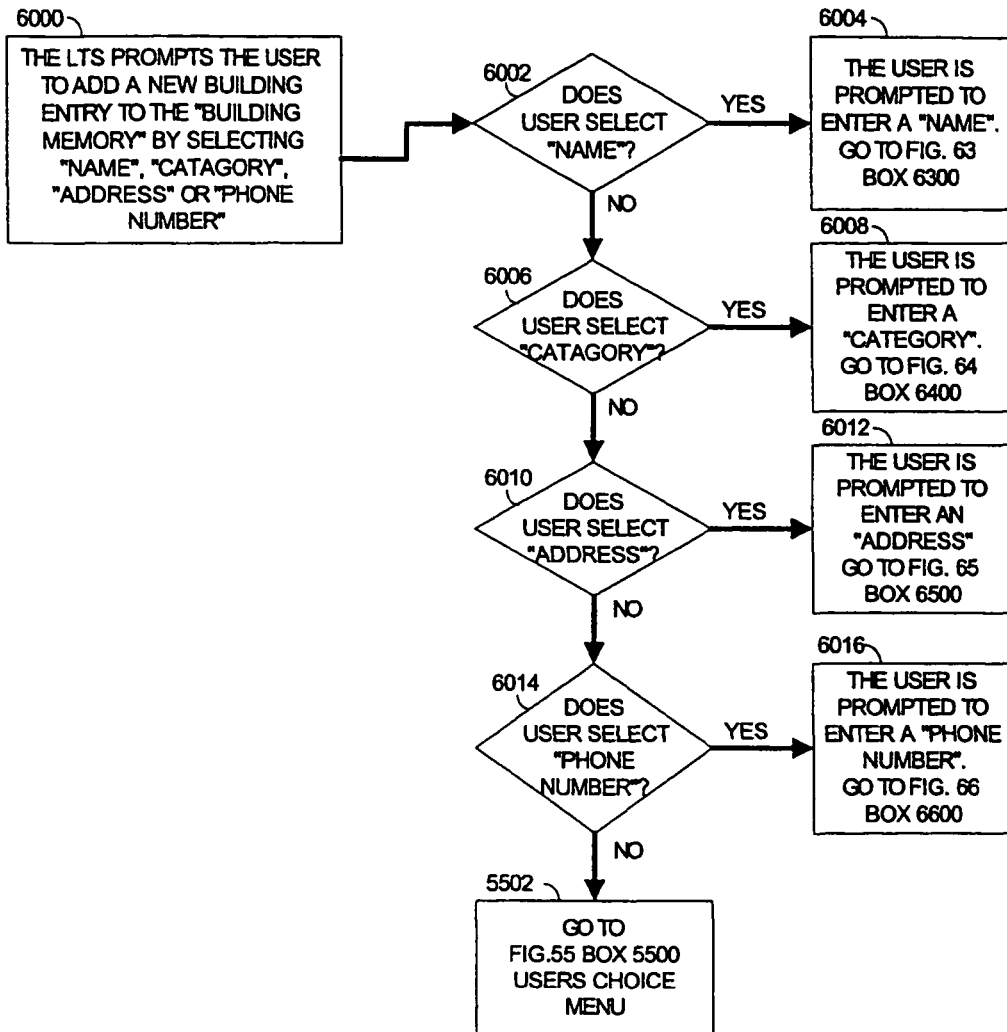 6000
THE LTS PROMPTS THE USER
TO ADD A NEW BUILDING
ENTRY TO THE "BUILDING
MEMORY" BY SELECTING
"NAME", "CATAGORY",
"ADDRESS" OR "PHONE
NUMBER"
6002
DOES
USER SELECT
"NAME"?
YES
NO
6004
THE USER IS
PROMPTED TO
ENTER A "NAME".
GO TO FIG. 63
BOX 6300
6006
DOES
USER SELECT
"CATAGORY"?
YES
NO
6008
THE USER IS
PROMPTED TO
ENTER A
"CATEGORY".
GO TO FIG. 64
BOX 6400
6010
DOES
USER SELECT
"ADDRESS"?
YES
NO
6012
THE USER IS
PROMPTED TO
ENTER AN
"ADDRESS"
GO TO FIG. 65
BOX 6500
6014
DOES
USER SELECT
"PHONE
NUMBER"?
YES
NO
6016
THE USER IS
PROMPTED TO
ENTER A "PHONE
NUMBER".
GO TO FIG. 66
BOX 6600
5502
GO TO
FIG.55 BOX 5500
USERS CHOICE
MENU